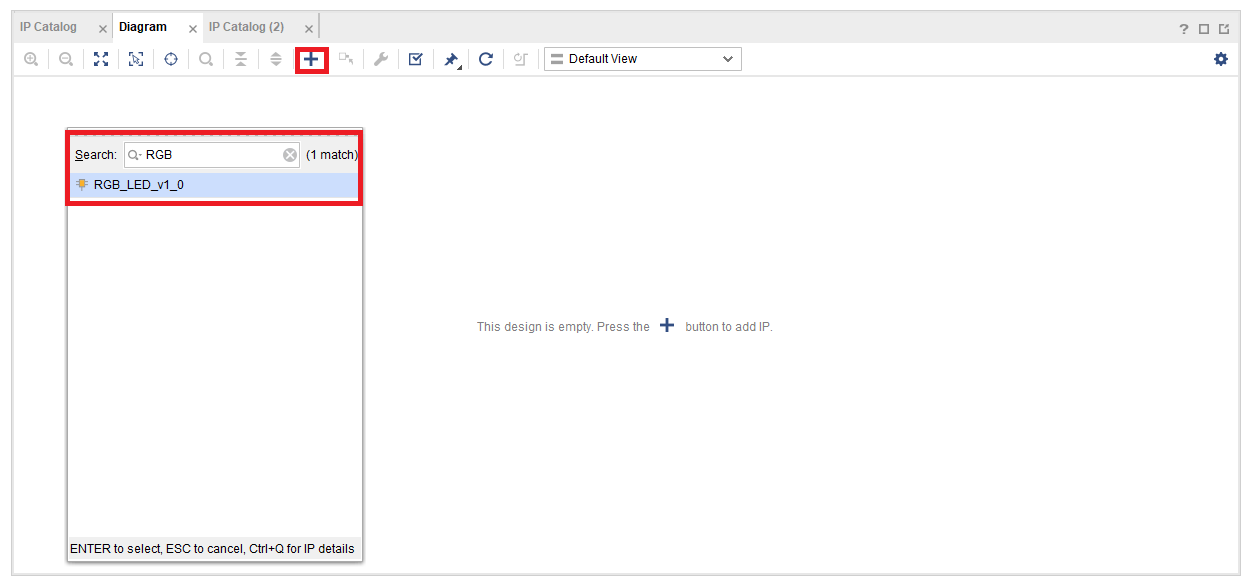 IP Catalog Diagram IP Catalog (2) ?
Default View
Search: RGB (1 match)
RGB_LED_v1_0
This design is empty. Press the button to add IP.
ENTER to select, ESC to cancel, Ctrl+Q for IP details